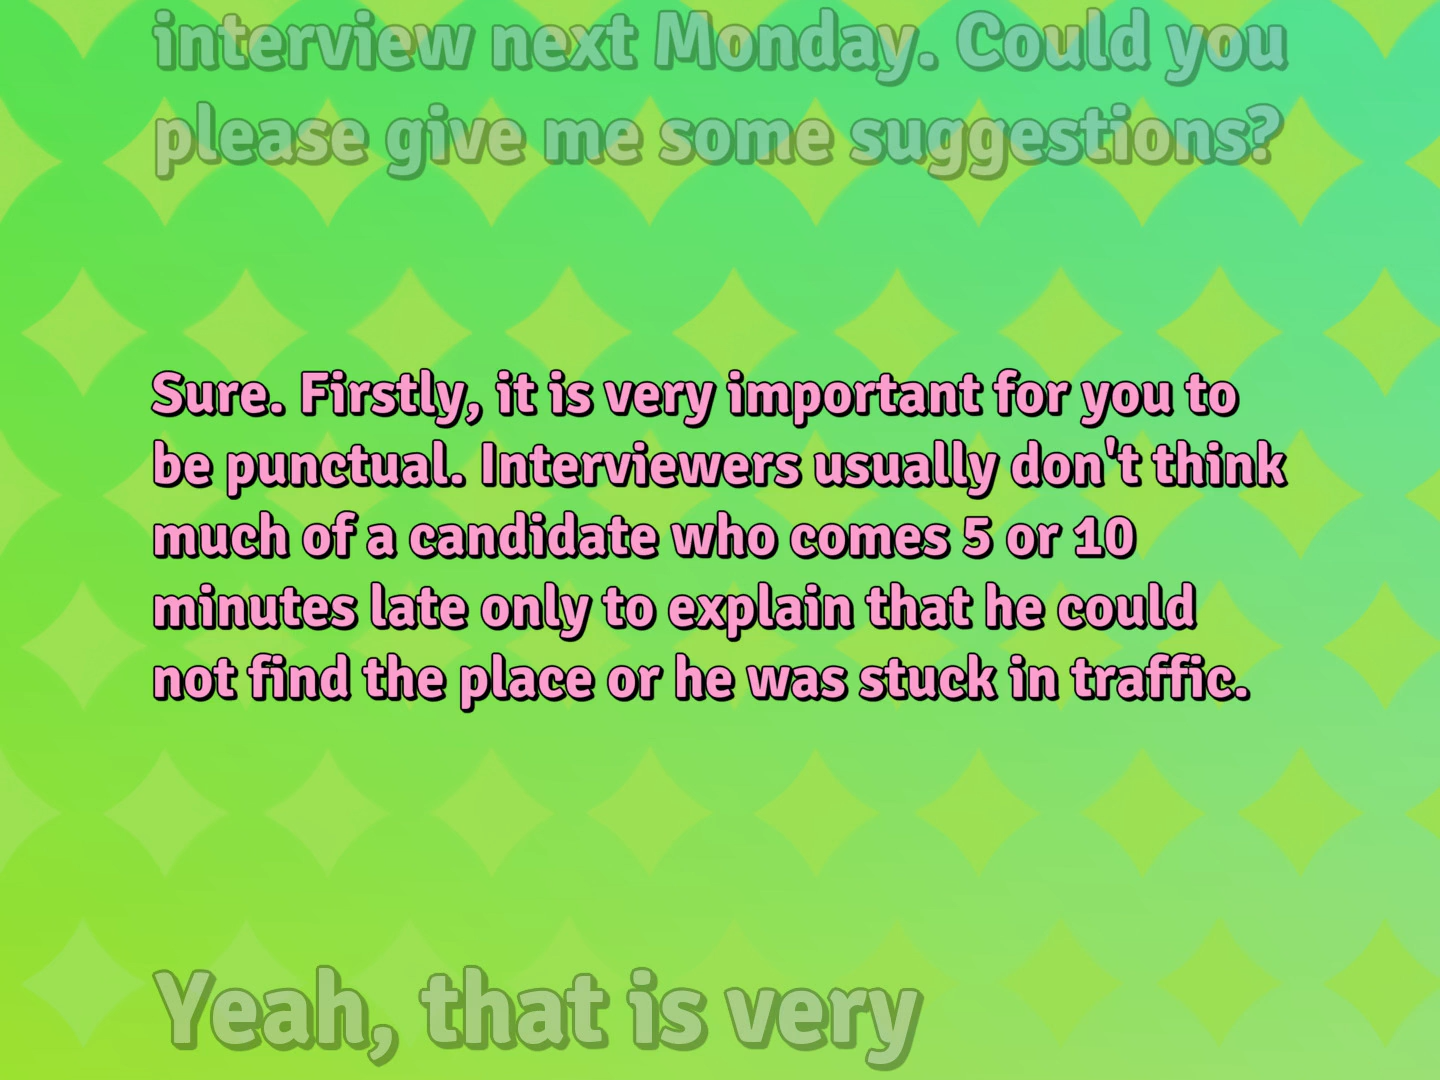 interview next Monday. Could you
please give me some suggestions?
Sure. Firstly, it is very important for you to
be punctual. Interviewers usually don't think
much of a candidate who comes 5 or 10
minutes late only to explain that he could
not find the place or he was stuck in traffic.
Yeah, that is very